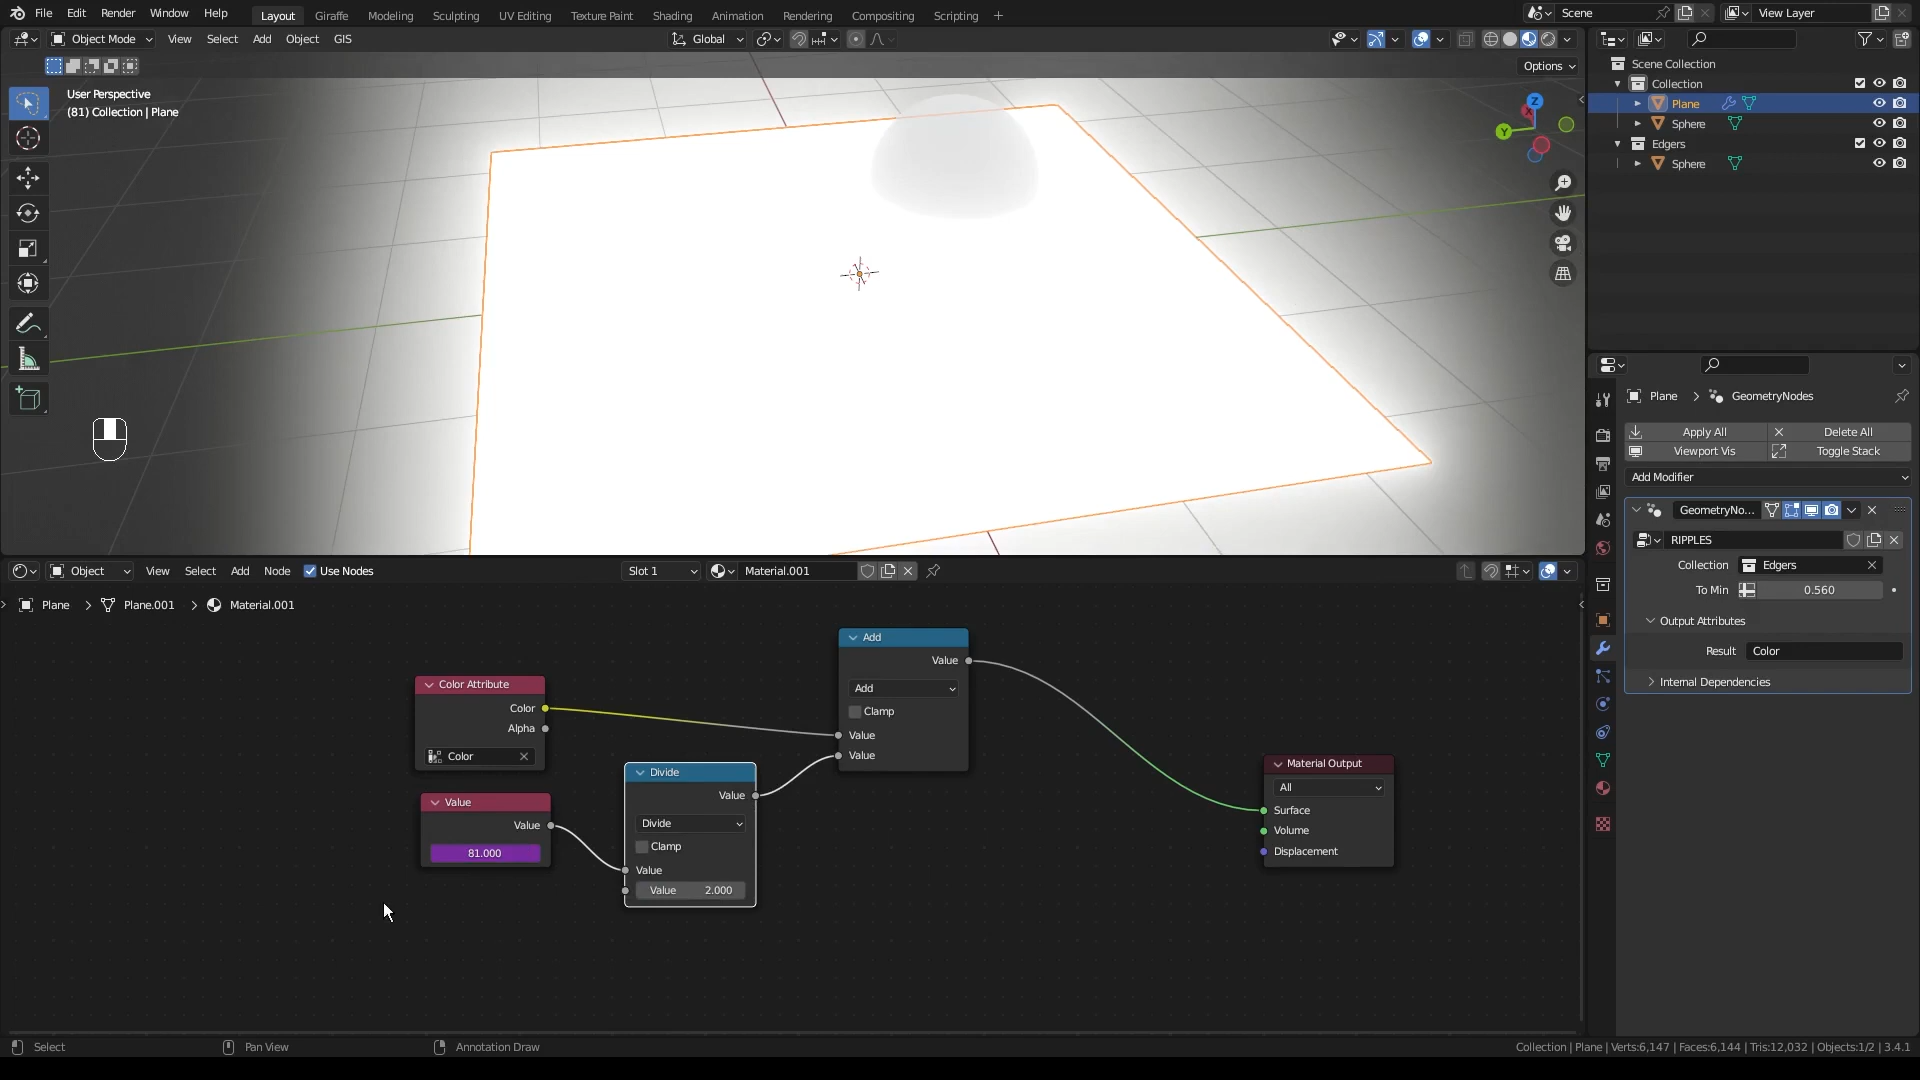 File Edit Render Window Help Layout Giraffe Modeling Sculpting UV Editing Texture Paint Shading Animation Rendering Compositing Scripting + Scene View Layer
Object Mode View Select Add Object GIS Global
Options
User Perspective
(81) Collection | Plane
Z
Y
Scene Collection
Collection
Plane
Sphere
Edgers
Sphere
Plane GeometryNodes
Apply All Delete All
Viewport Vis Toggle Stack
Add Modifier
GeometryNo...
RIPPLES
Collection Edgers
To Min 0.560
Output Attributes
Result Color
Internal Dependencies
Object View Select Add Node Use Nodes Slot 1 Material.001
Plane Plane.001 Material.001
Add
Value
Add
Clamp
Value
Value
Color Attribute
Color
Alpha
Color
Value
Value
81.000
Divide
Value
Divide
Clamp
Value
Value 2.000
Material Output
All
Surface
Volume
Displacement
Select Pan View Annotation Draw Collection | Plane | Verts:6,147 | Faces:6,144 | Tris:12,032 | Objects:1/2 | 3.4.1